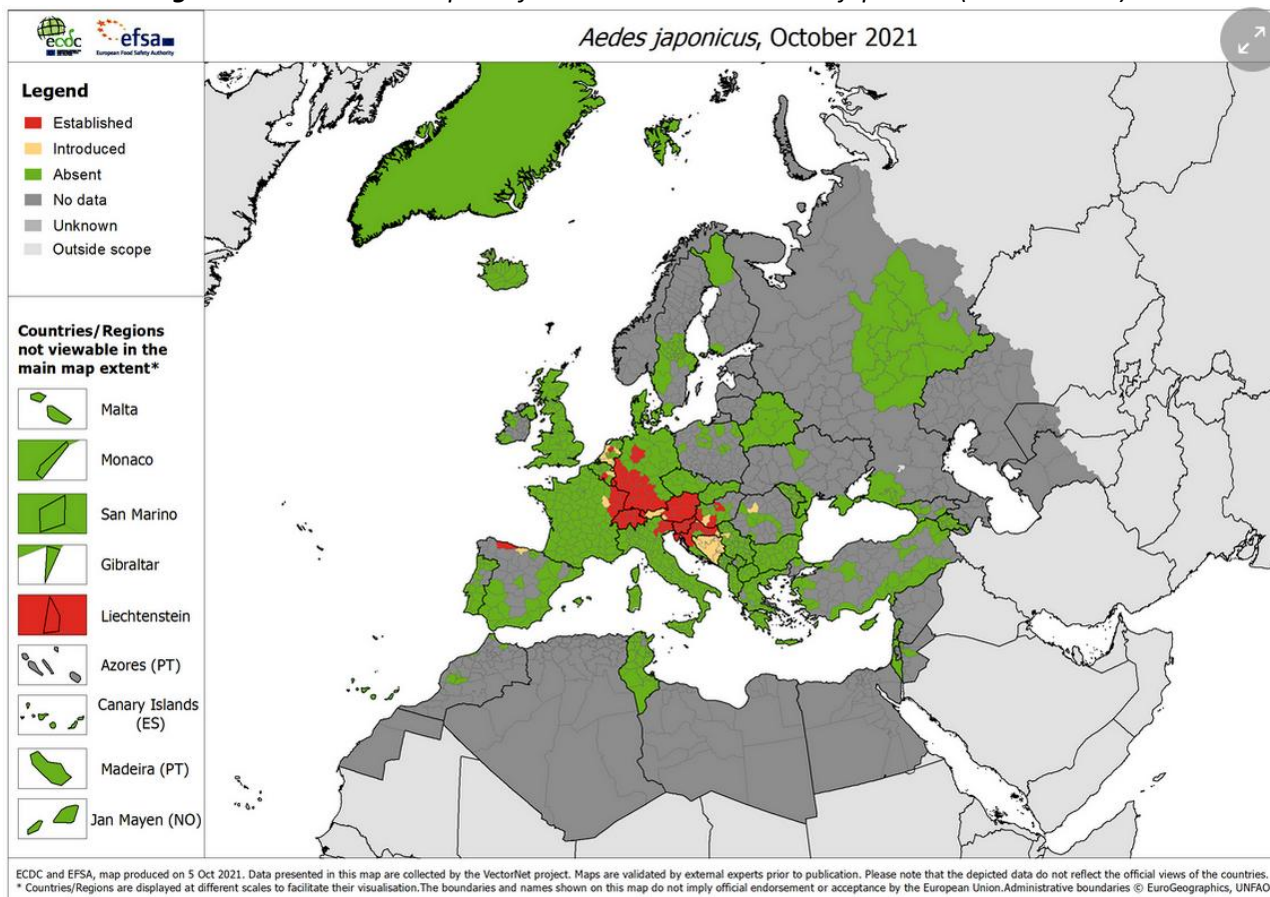 ecdc
efsa
European Food Safety Authority
Aedes japonicus, October 2021
Legend
Established
Introduced
Absent
No data
Unknown
Outside scope
Countries/Regions
not viewable in the
main map extent*
Malta
Monaco
San Marino
Gibraltar
Liechtenstein
Azores (PT)
Canary Islands
(ES)
Madeira (PT)
Jan Mayen (NO)
ECDC and EFSA, map produced on 5 Oct 2021. Data presented in this map are collected by the VectorNet project. Maps are validated by external experts prior to publication. Please note that the depicted data do not reflect the official views of the countries.
* Countries/Regions are displayed at different scales to facilitate their visualisation.The boundaries and names shown on this map do not imply official endorsement or acceptance by the European Union.Administrative boundaries © EuroGeographics, UNFAO